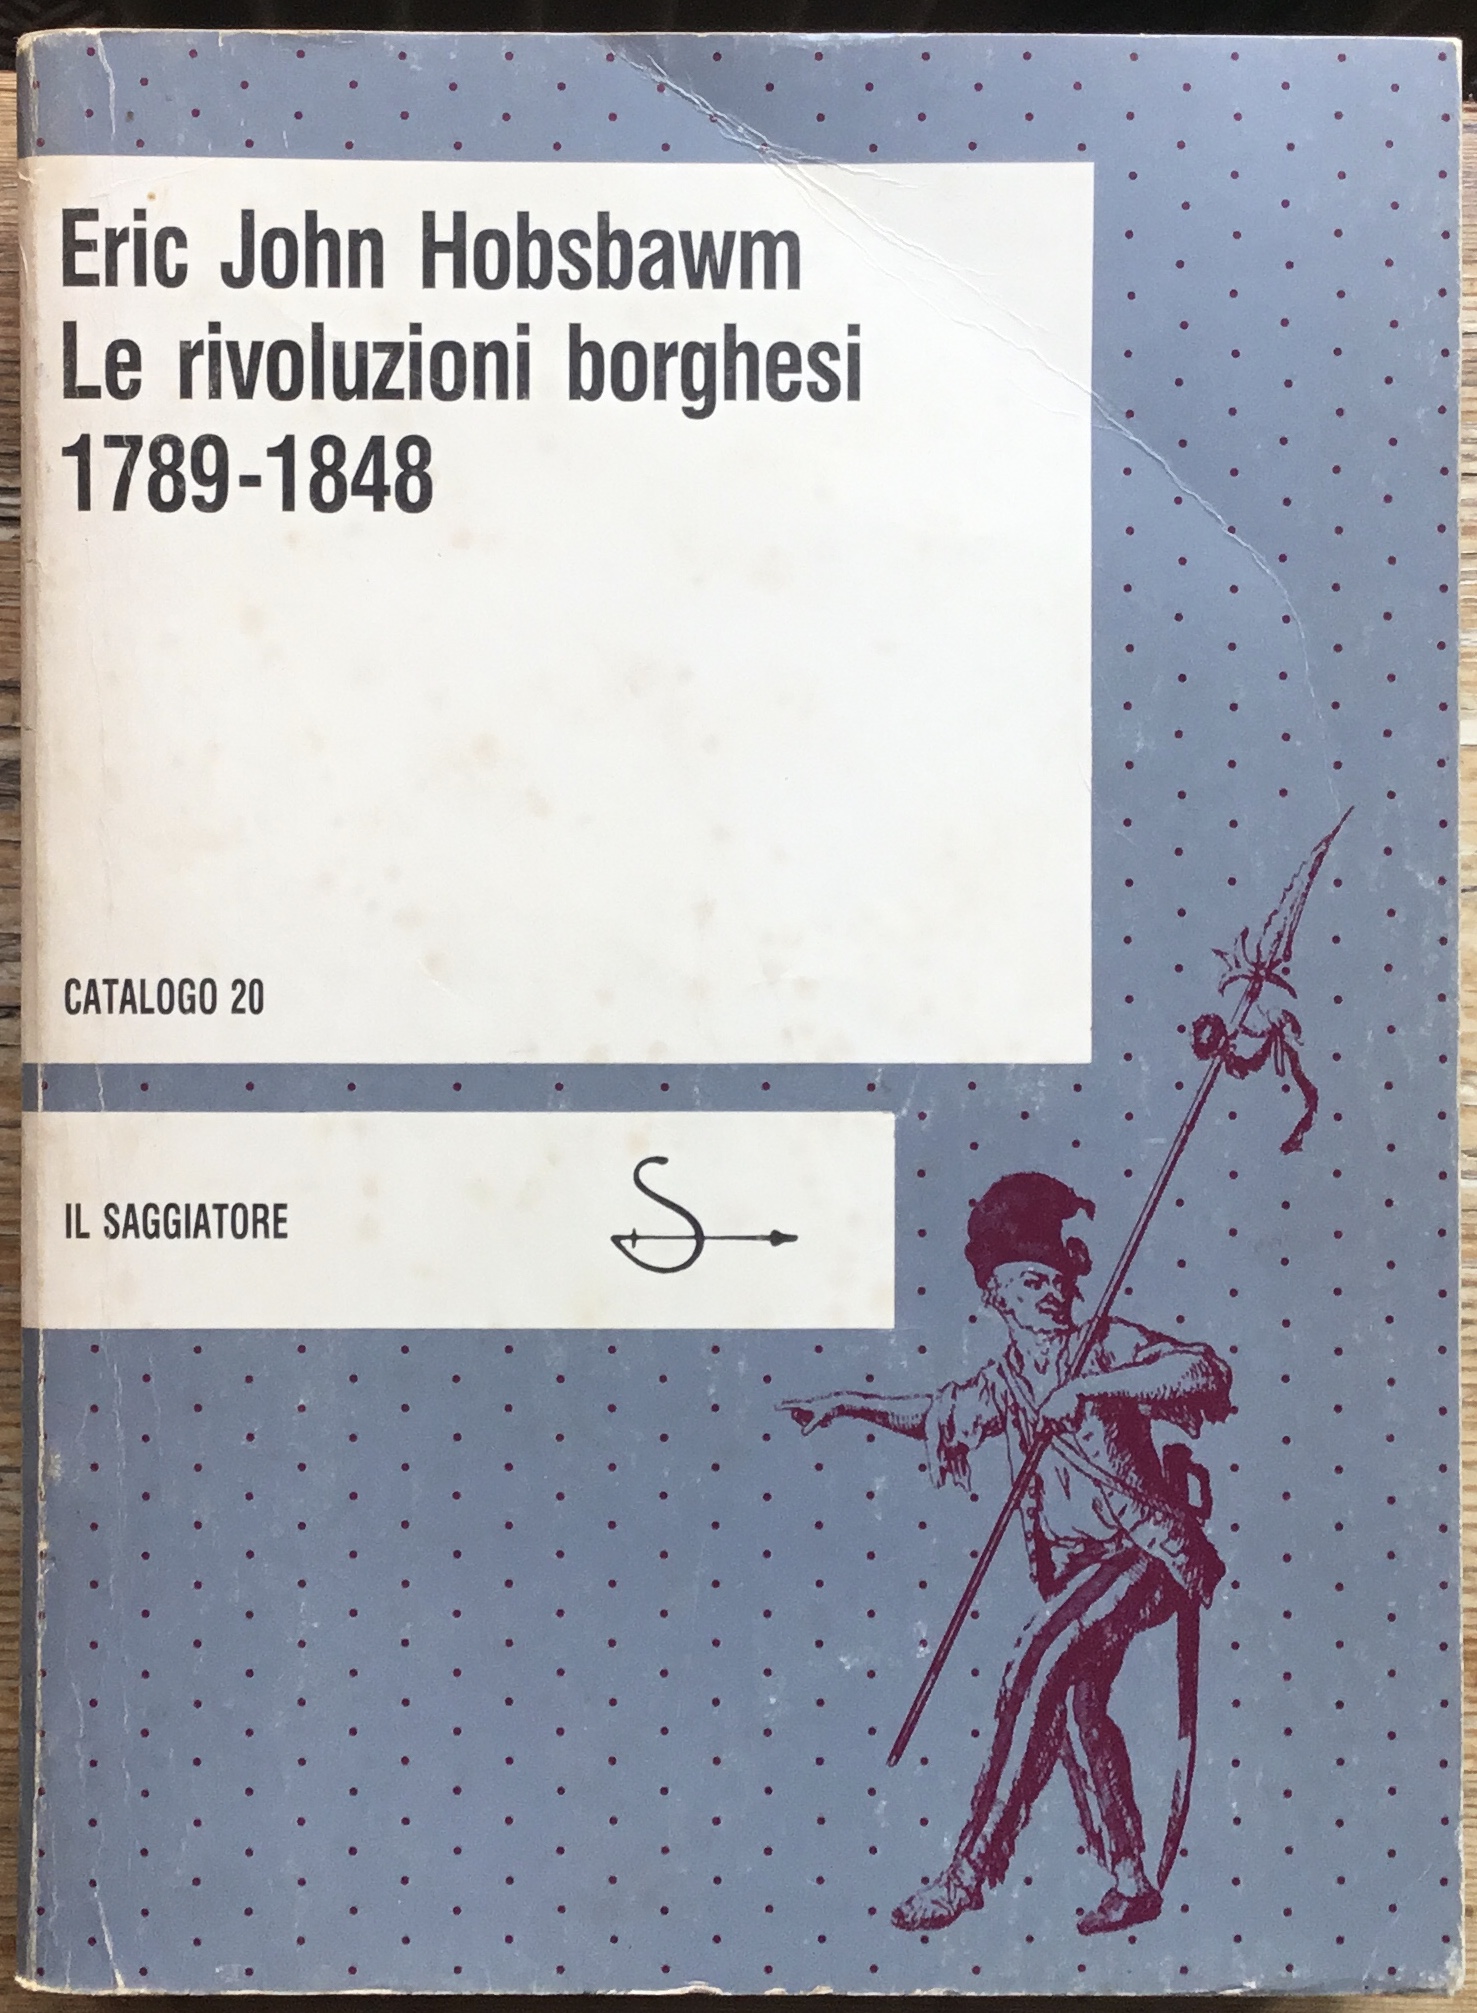 Eric John Hobsbawm
Le rivoluzioni borghesi
1789-1848
CATALOGO 20
IL SAGGIATORE